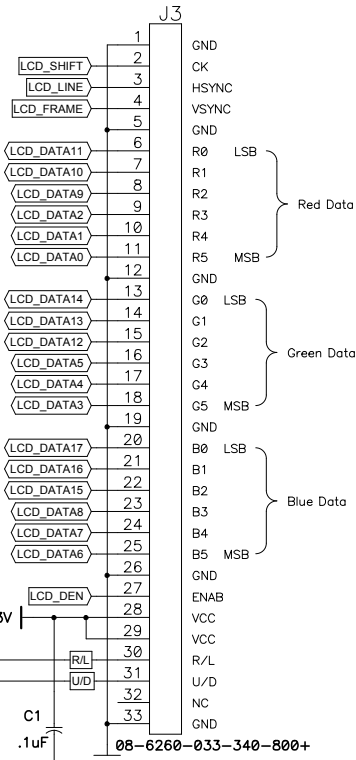 J3
1 GND
LCD_SHIFT 2 CK
LCD_LINE 3 HSYNC
LCD_FRAME 4 VSYNC
5 GND
LCD_DATA11 6 R0 LSB
LCD_DATA10 7 R1
LCD_DATA9 8 R2
LCD_DATA2 9 R3 Red Data
LCD_DATA1 10 R4
LCD_DATA0 11 R5 MSB
12 GND
LCD_DATA14 13 G0 LSB
LCD_DATA13 14 G1
LCD_DATA12 15 G2
LCD_DATA5 16 G3 Green Data
LCD_DATA4 17 G4
LCD_DATA3 18 G5 MSB
19 GND
LCD_DATA17 20 B0 LSB
LCD_DATA16 21 B1
LCD_DATA15 22 B2
LCD_DATA8 23 B3 Blue Data
LCD_DATA7 24 B4
LCD_DATA6 25 B5 MSB
26 GND
LCD_DEN 27 ENAB
V 28 VCC
29 VCC
R/L 30 R/L
U/D 31 U/D
32 NC
C1 33 GND
.1uF 08-6260-033-340-800+